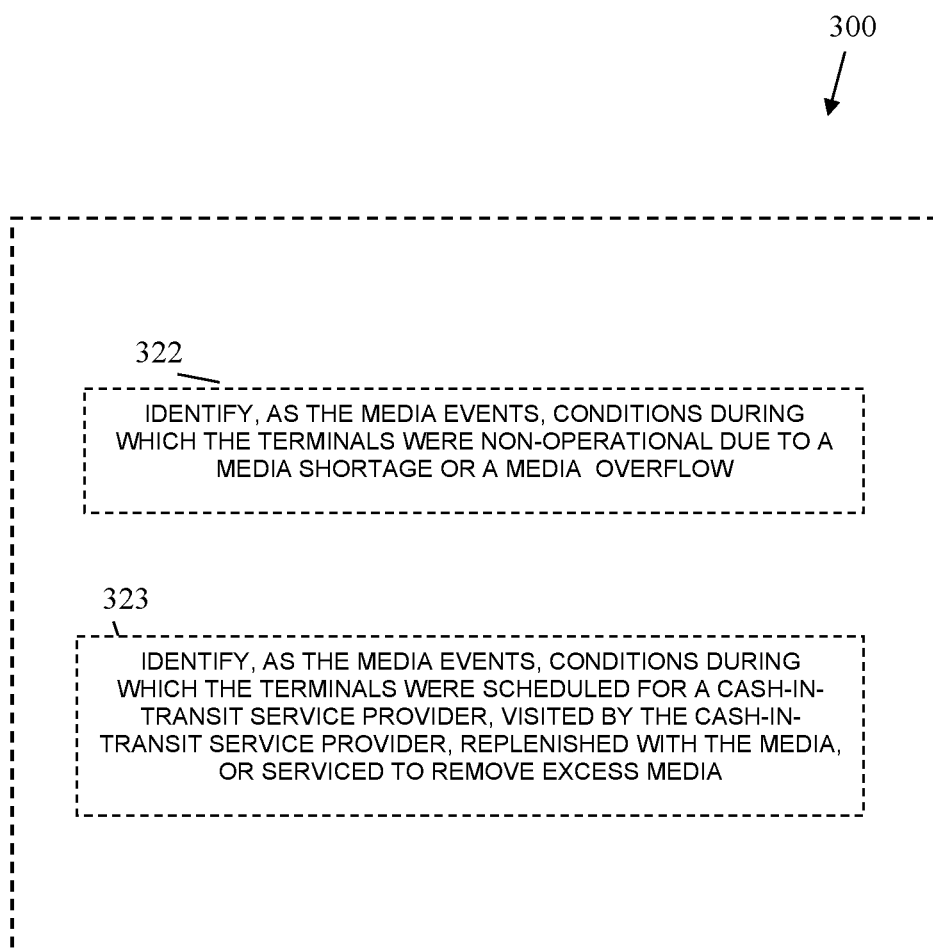 300
322
IDENTIFY, AS THE MEDIA EVENTS, CONDITIONS DURING
WHICH THE TERMINALS WERE NON-OPERATIONAL DUE TO A
MEDIA SHORTAGE OR A MEDIA OVERFLOW
323
IDENTIFY, AS THE MEDIA EVENTS, CONDITIONS DURING
WHICH THE TERMINALS WERE SCHEDULED FOR A CASH-IN-
TRANSIT SERVICE PROVIDER, VISITED BY THE CASH-IN-
TRANSIT SERVICE PROVIDER, REPLENISHED WITH THE MEDIA,
OR SERVICED TO REMOVE EXCESS MEDIA